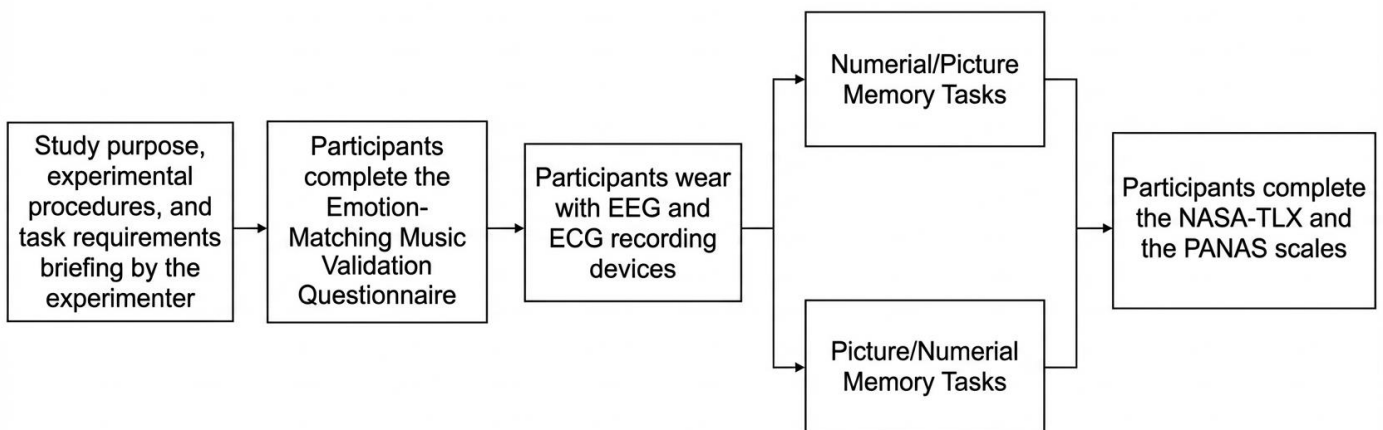 Study purpose,
experimental
procedures, and
task requirements
briefing by the
experimenter
Participants
complete the
Emotion-
Matching Music
Validation
Questionnaire
Participants wear
with EEG and
ECG recording
devices
Numerial/Picture
Memory Tasks
Picture/Numerial
Memory Tasks
Participants complete
the NASA-TLX and
the PANAS scales